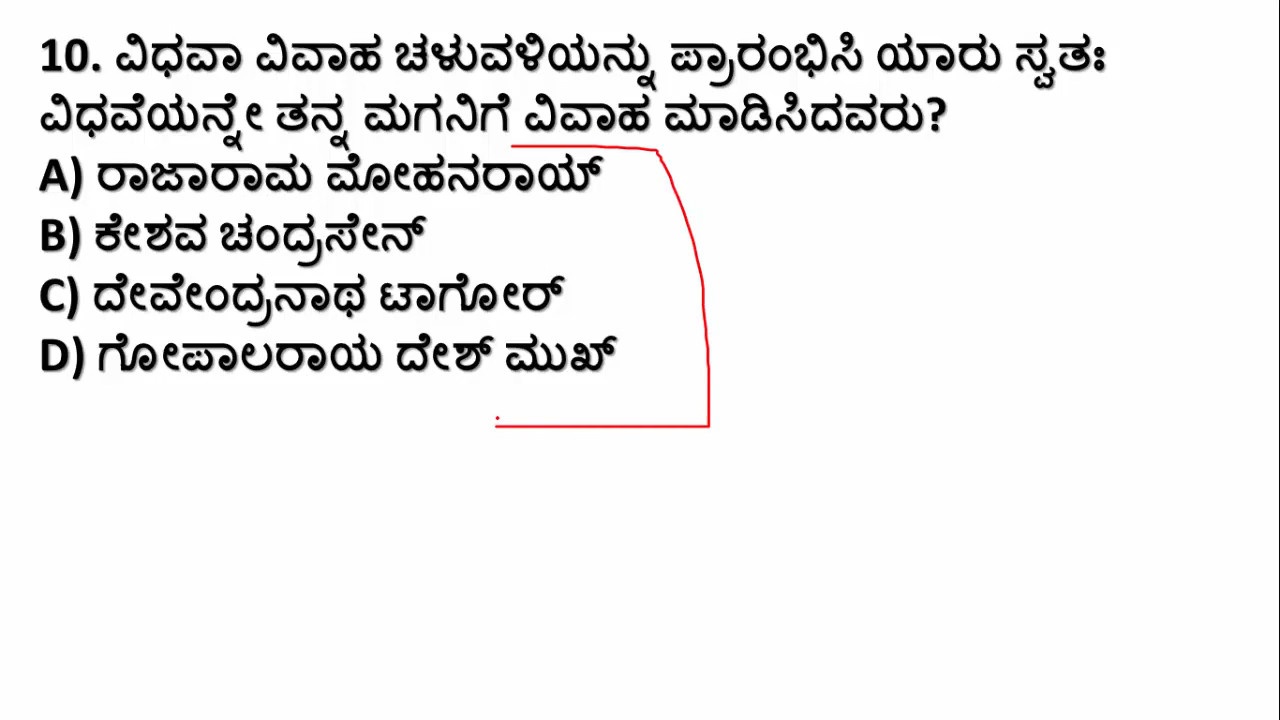 10. ವಿಧವಾ ವಿವಾಹ ಚಳುವಳಿಯನ್ನು ಪ್ರಾರಂಭಿಸಿ ಯಾರು ಸ್ವತಃ
ವಿಧವೆಯನ್ನೇ ತನ್ನ ಮಗನಿಗೆ ವಿವಾಹ ಮಾಡಿಸಿದವರು?
A) ರಾಜಾರಾಮ ಮೋಹನರಾಯ್
B) ಕೇಶವ ಚಂದ್ರಸೇನ್
C) ದೇವೇಂದ್ರನಾಥ ಟಾಗೋರ್
D) ಗೋಪಾಲರಾಯ ದೇಶ್ ಮುಖ್